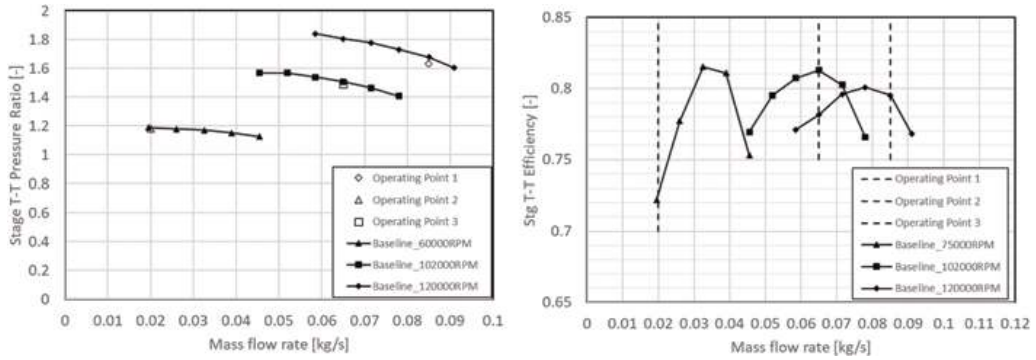 Stage T-T Pressure Ratio [-]
2
1.8
1.6
1.4
1.2
1
0.8
0.6
0.4
0.2
0
0 0.01 0.02 0.03 0.04 0.05 0.06 0.07 0.08 0.09 0.1
Mass flow rate [kg/s]
Operating Point 1
Operating Point 2
Operating Point 3
Baseline_60000RPM
Baseline_102000RPM
Baseline_120000RPM
Stg T-T Efficiency [-]
0.85
0.8
0.75
0.7
0.65
0 0.01 0.02 0.03 0.04 0.05 0.06 0.07 0.08 0.09 0.1 0.11 0.12
Mass flow rate [kg/s]
Operating Point 1
Operating Point 2
Operating Point 3
Baseline_75000RPM
Baseline_102000RPM
Baseline_120000RPM